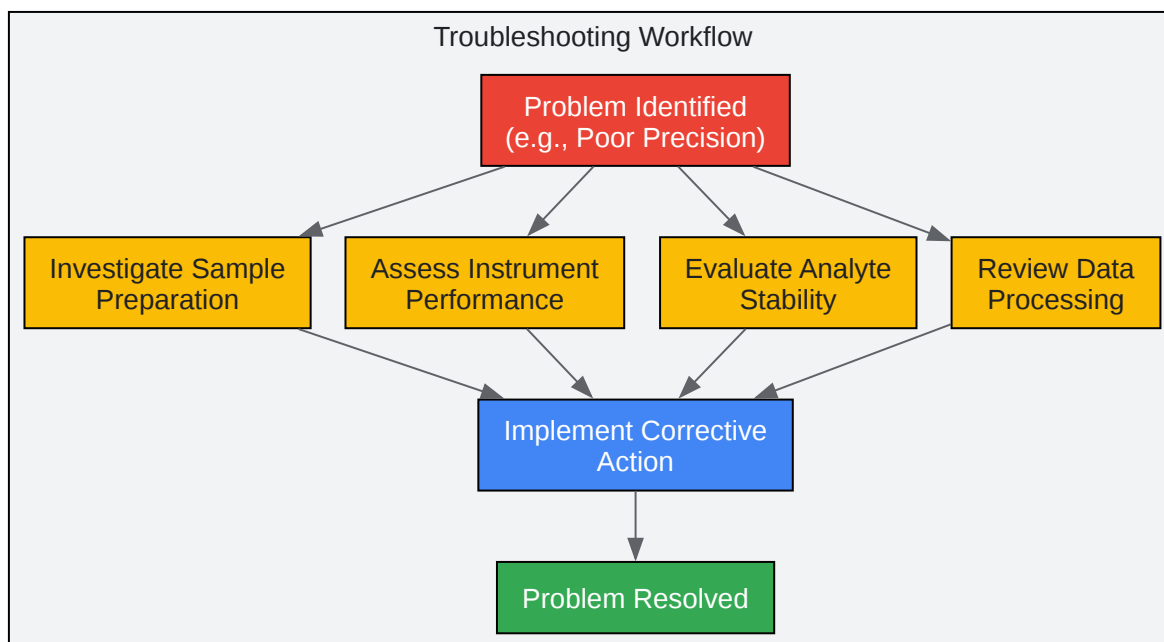 Troubleshooting Workflow
Problem Identified
(e.g., Poor Precision)
Investigate Sample
Preparation
Assess Instrument
Performance
Evaluate Analyte
Stability
Review Data
Processing
Implement Corrective
Action
Problem Resolved